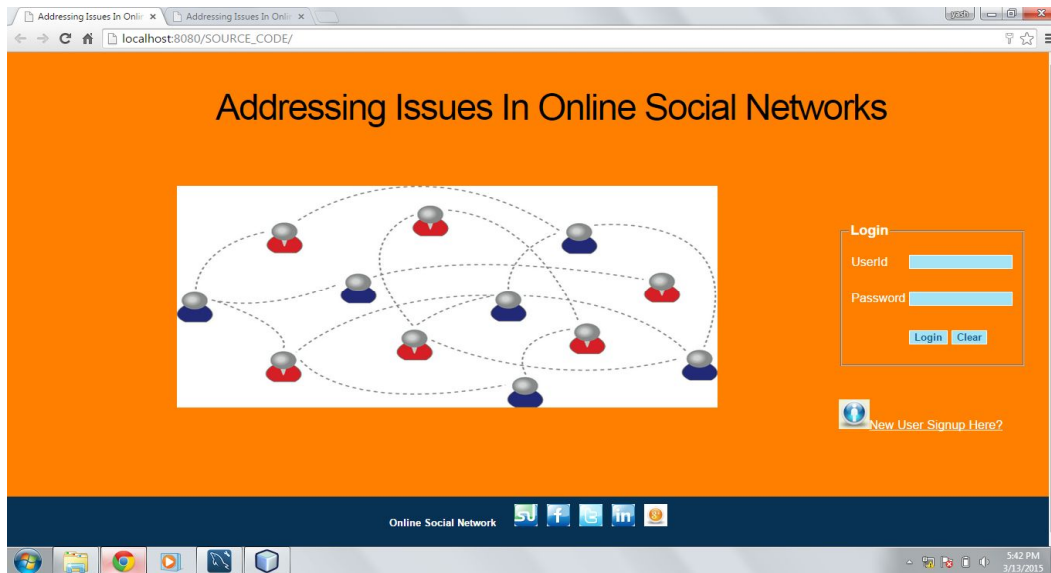 Addressing Issues In Onlin
Addressing Issues In Onlin
yash
localhost:8080/SOURCE_CODE/
Addressing Issues In Online Social Networks
Login
UserId
Password
Login Clear
New User Signup Here?
Online Social Network
5:42 PM
3/13/2015